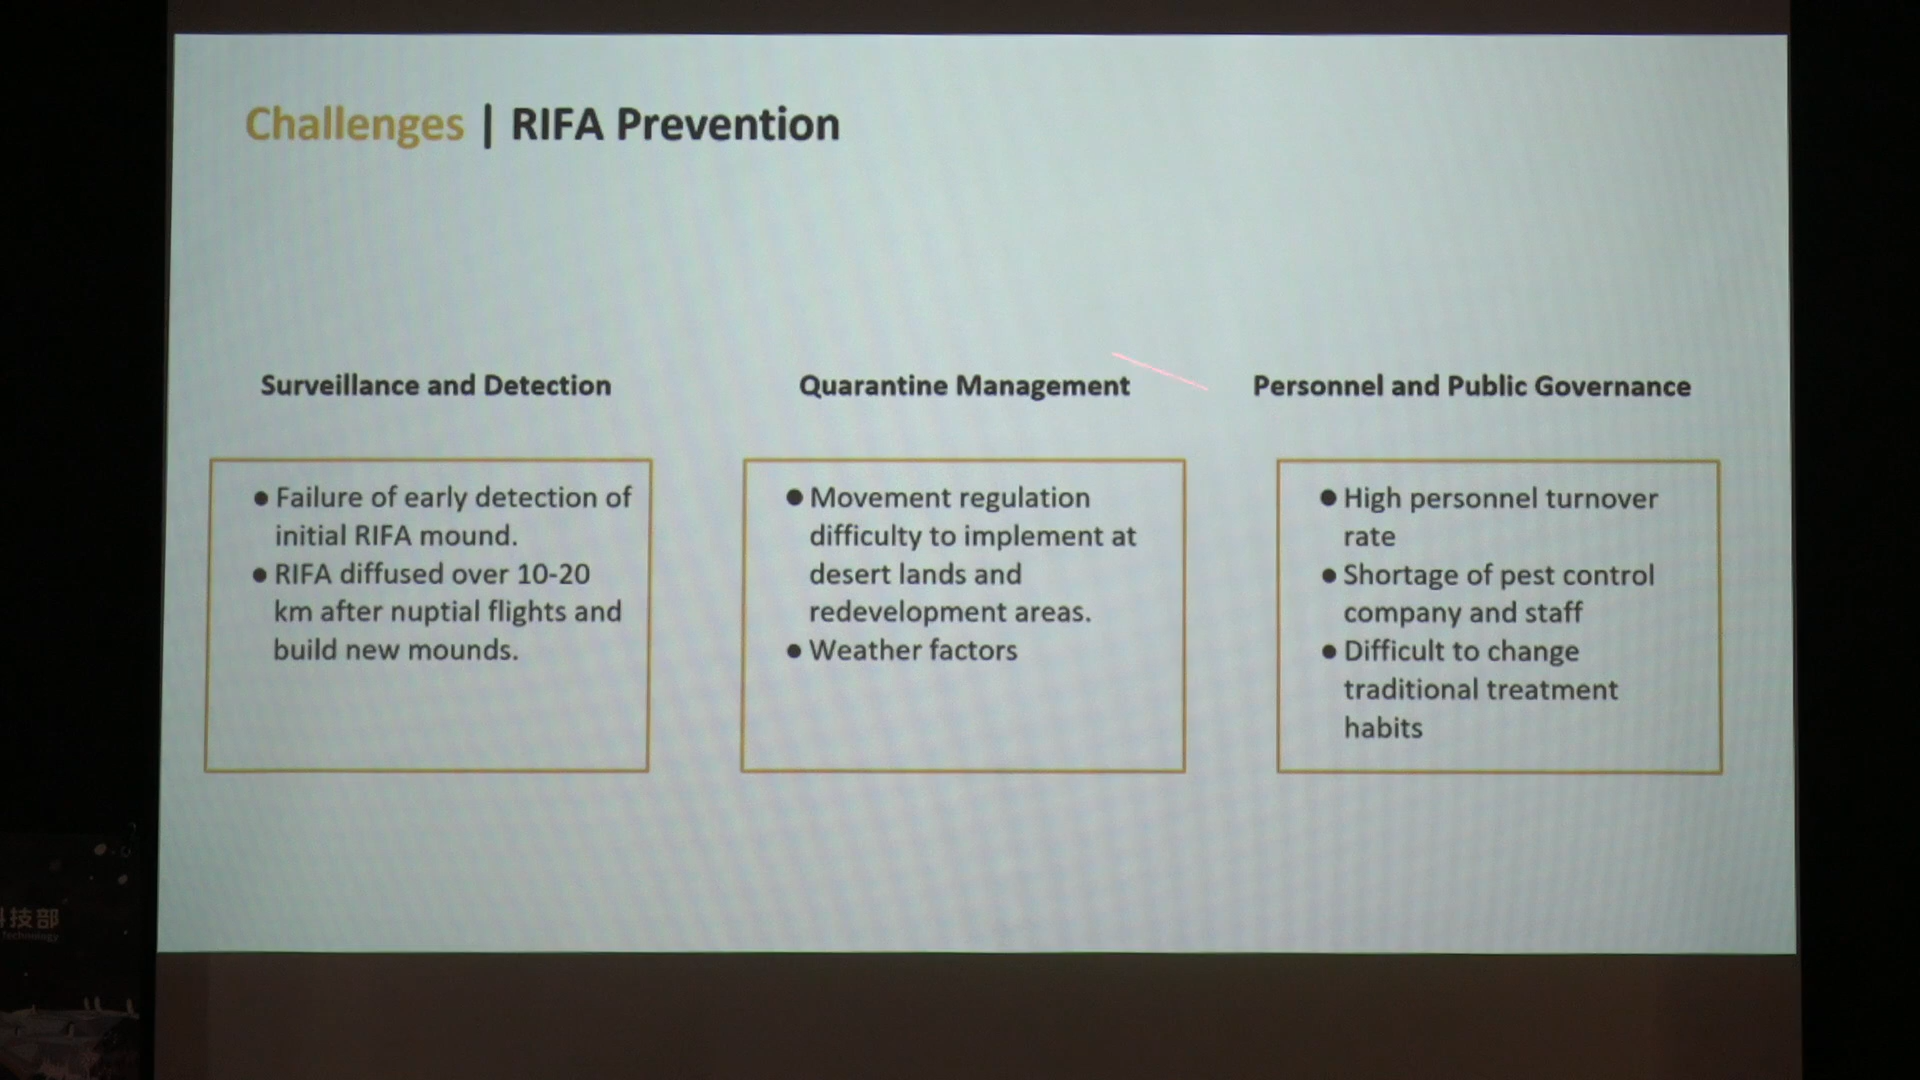 Challenges | RIFA Prevention
Surveillance and Detection
● Failure of early detection of
initial RIFA mound.
● RIFA diffused over 10-20
km after nuptial flights and
build new mounds.
Quarantine Management
● Movement regulation
difficulty to implement at
desert lands and
redevelopment areas.
● Weather factors
Personnel and Public Governance
● High personnel turnover
rate
● Shortage of pest control
company and staff
● Difficult to change
traditional treatment
habits
技部
Technology